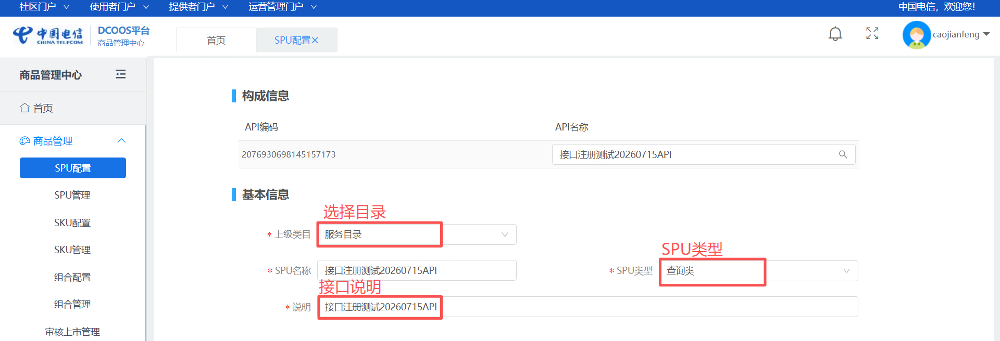 社区门户 使用者门户 提供者门户 运营管理门户 中国电信，欢迎您！
中国电信 CHINA TELECOM DCOOS平台 商品管理中心
首页 SPU配置× caojianfeng
商品管理中心
首页
商品管理
SPU配置
SPU管理
SKU配置
SKU管理
组合配置
组合管理
审核上市管理
构成信息
API编码 API名称
2076930698145157173 接口注册测试20260715API
基本信息
选择目录
* 上级类目 服务目录
SPU类型
* SPU名称 接口注册测试20260715API * SPU类型 查询类
接口说明
* 说明 接口注册测试20260715API